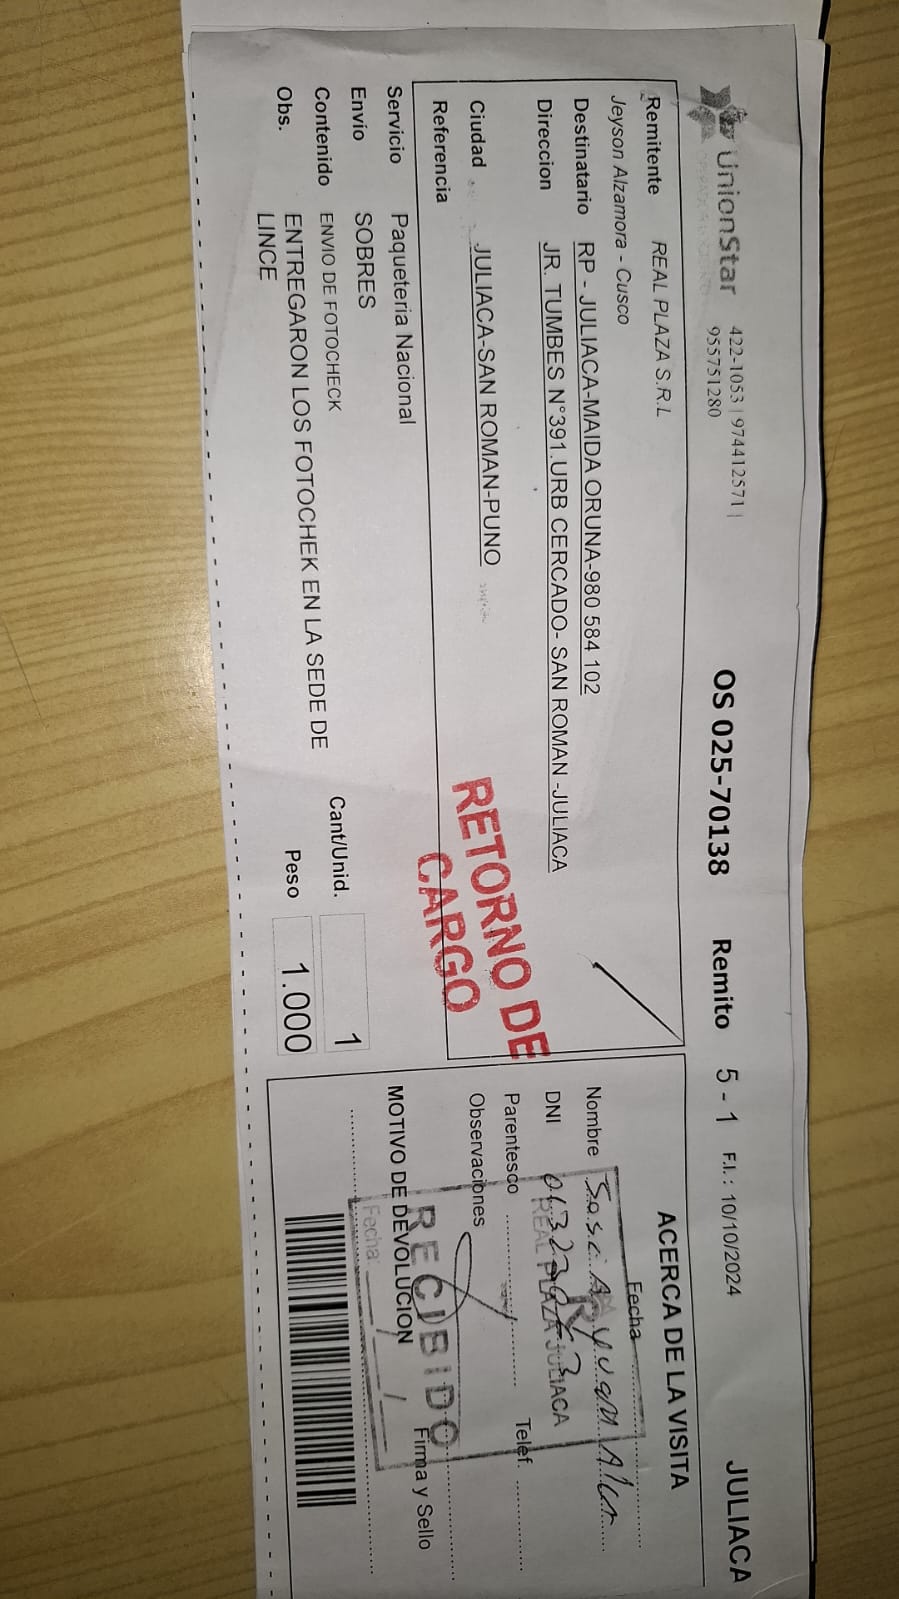 UnionStar
422-1053 | 974412571 |
955751280
OS 025-70138 Remito 5 - 1 F.I.: 10/10/2024 JULIACA
Remitente REAL PLAZA S.R.L
Jeyson Alzamora - Cusco
Destinatario RP - JULIACA-MAIDA ORUNA-980 584 102
Direccion JR. TUMBES N°391.URB CERCADO- SAN ROMAN -JULIACA
Ciudad JULIACA-SAN ROMAN-PUNO
Referencia
RETORNO DE
CARGO
Servicio Paqueteria Nacional
Envio SOBRES
Contenido ENVIO DE FOTOCHECK
Cant/Unid. 1
Obs. ENTREGARON LOS FOTOCHEK EN LA SEDE DE
LINCE
Peso 1.000
ACERCA DE LA VISITA
Fecha
Nombre
DNI
REAL PLAZA JULIACA
Parentesco Telef.
Observaciones
RECIBIDO
Firma y Sello
MOTIVO DE DEVOLUCION
Fecha: / /